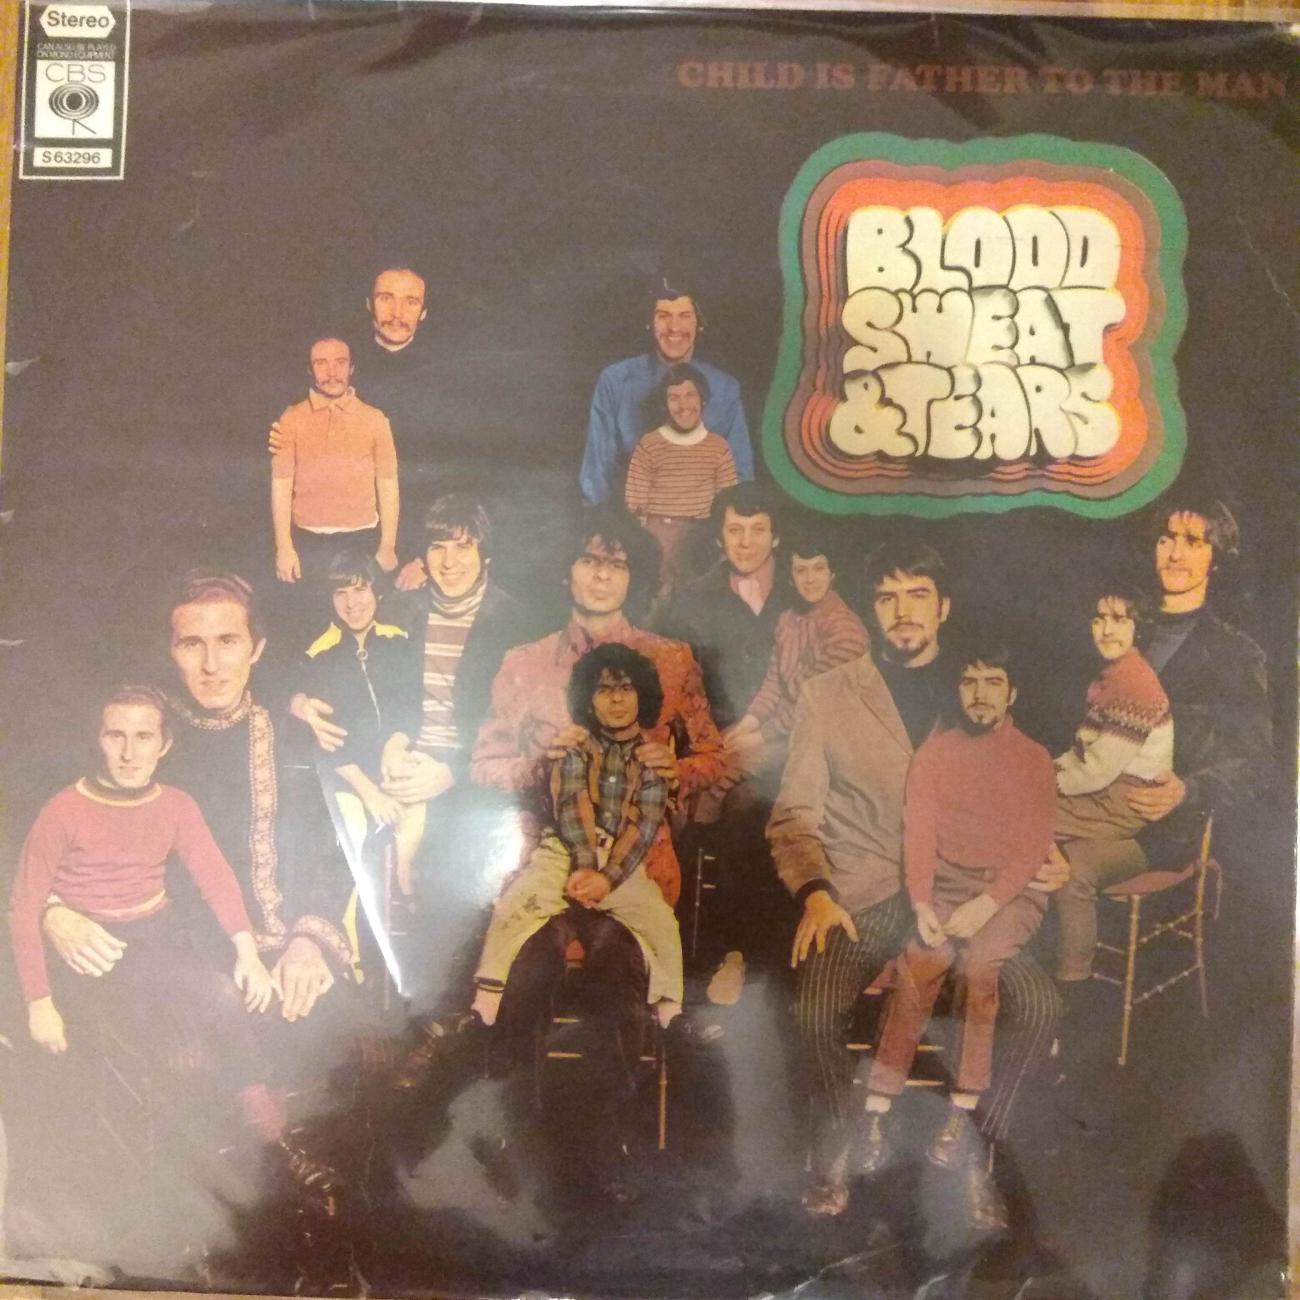 Stereo
CAN ALSO BE PLAYED
ON MONO EQUIPMENT
CBS
S 63296
CHILD IS FATHER TO THE MAN
BLOOD
SWEAT
& TEARS